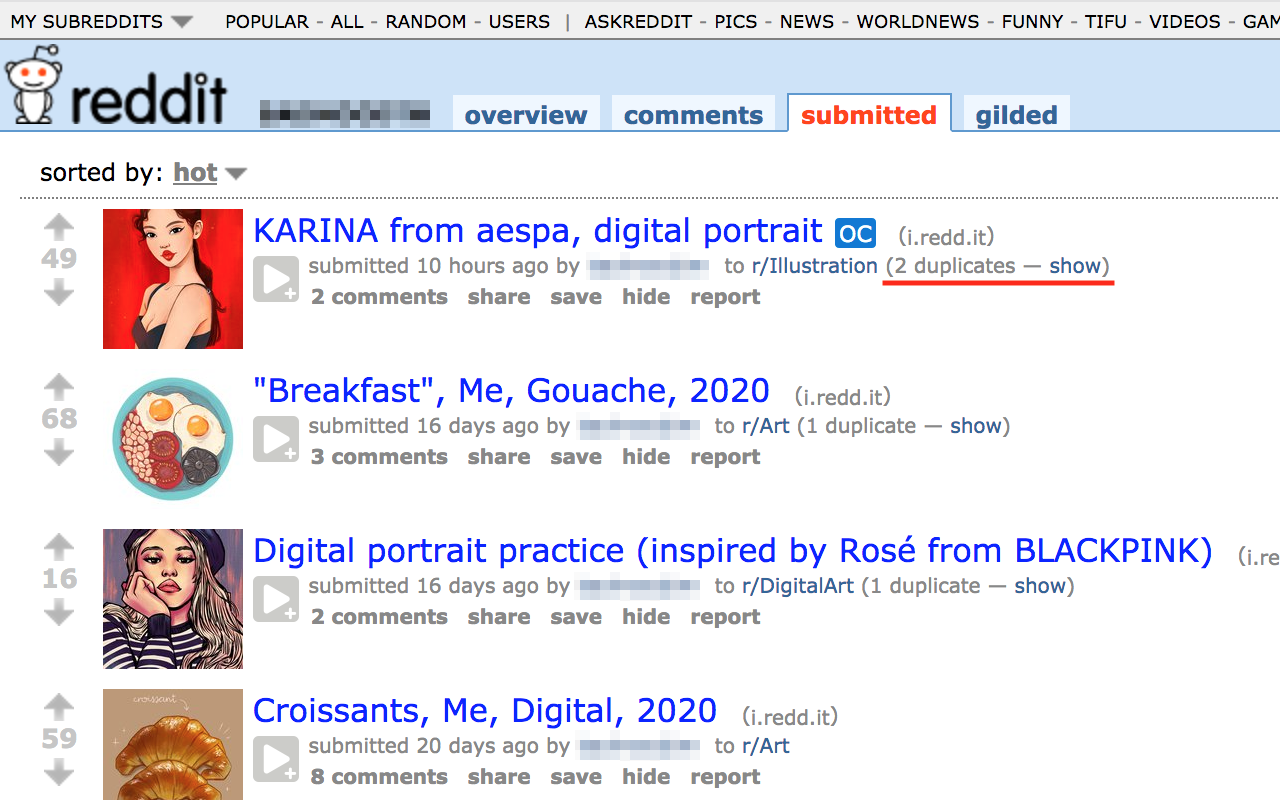 MY SUBREDDITS POPULAR - ALL - RANDOM - USERS | ASKREDDIT - PICS - NEWS - WORLDNEWS - FUNNY - TIFU - VIDEOS - GAM
reddit overview comments submitted gilded
sorted by: hot
KARINA from aespa, digital portrait OC (i.redd.it)
49
submitted 10 hours ago by to r/Illustration (2 duplicates — show)
2 comments share save hide report
"Breakfast", Me, Gouache, 2020 (i.redd.it)
68
submitted 16 days ago by to r/Art (1 duplicate — show)
3 comments share save hide report
Digital portrait practice (inspired by Rosé from BLACKPINK) (i.re
16
submitted 16 days ago by to r/DigitalArt (1 duplicate — show)
2 comments share save hide report
croissant
Croissants, Me, Digital, 2020 (i.redd.it)
59
submitted 20 days ago by to r/Art
8 comments share save hide report